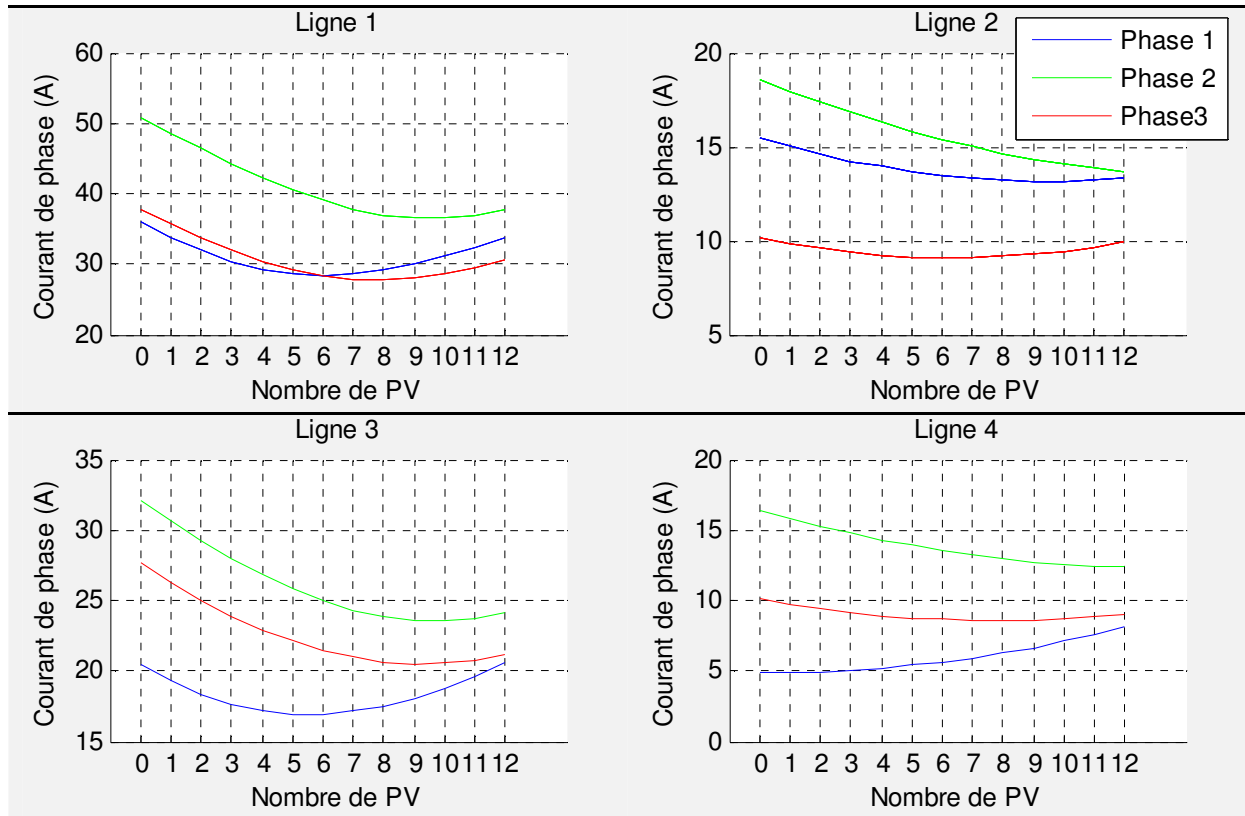 Ligne 1
Courant de phase (A)
60
50
40
30
20
0 1 2 3 4 5 6 7 8 9 10 11 12
Nombre de PV
Ligne 2
Courant de phase (A)
20
15
10
5
0 1 2 3 4 5 6 7 8 9 10 11 12
Nombre de PV
Phase 1
Phase 2
Phase3
Ligne 3
Courant de phase (A)
35
30
25
20
15
0 1 2 3 4 5 6 7 8 9 10 11 12
Nombre de PV
Ligne 4
Courant de phase (A)
20
15
10
5
0
0 1 2 3 4 5 6 7 8 9 10 11 12
Nombre de PV